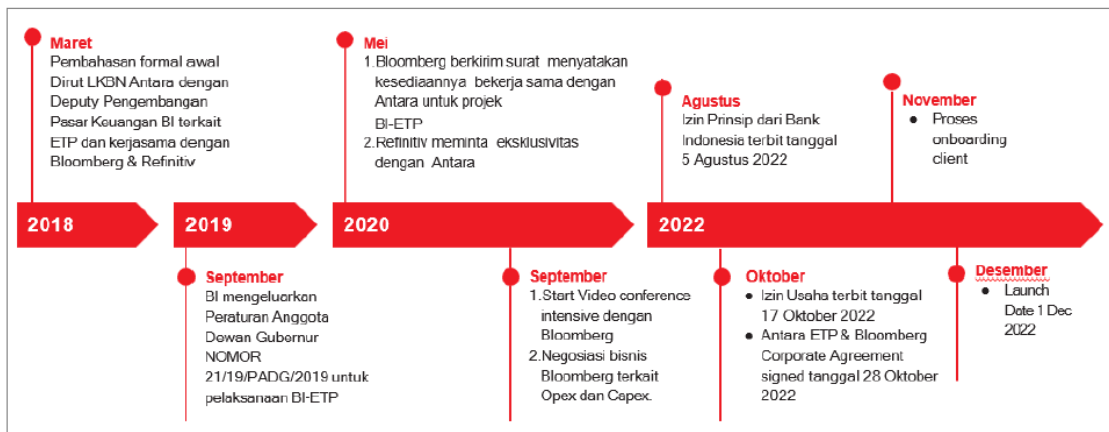 Maret
Pembahasan formal awal
Dirut LKBN Antara dengan
Deputy Pengembangan
Pasar Keuangan BI terkait
ETP dan kerjasama dengan
Bloomberg & Refinitiv
Mei
1.Bloomberg berkirim surat menyatakan
kesediaannya bekerja sama dengan
Antara untuk projek
BI-ETP
2.Refinitiv meminta eksklusivitas
dengan Antara
Agustus
Izin Prinsip dari Bank
Indonesia terbit tanggal
5 Agustus 2022
November
● Proses
onboarding
client
2018
2019
2020
2022
September
BI mengeluarkan
Peraturan Anggota
Dewan Gubernur
NOMOR
21/19/PADG/2019 untuk
pelaksanaan BI-ETP
September
1.Start Video conference
intensive dengan
Bloomberg
2.Negosiasi bisnis
Bloomberg terkait
Opex dan Capex.
Oktober
● Izin Usaha terbit tanggal
17 Oktober 2022
● Antara ETP & Bloomberg
Corporate Agreement
signed tanggal 28 Oktober
2022
Desember
● Launch
Date 1 Dec
2022